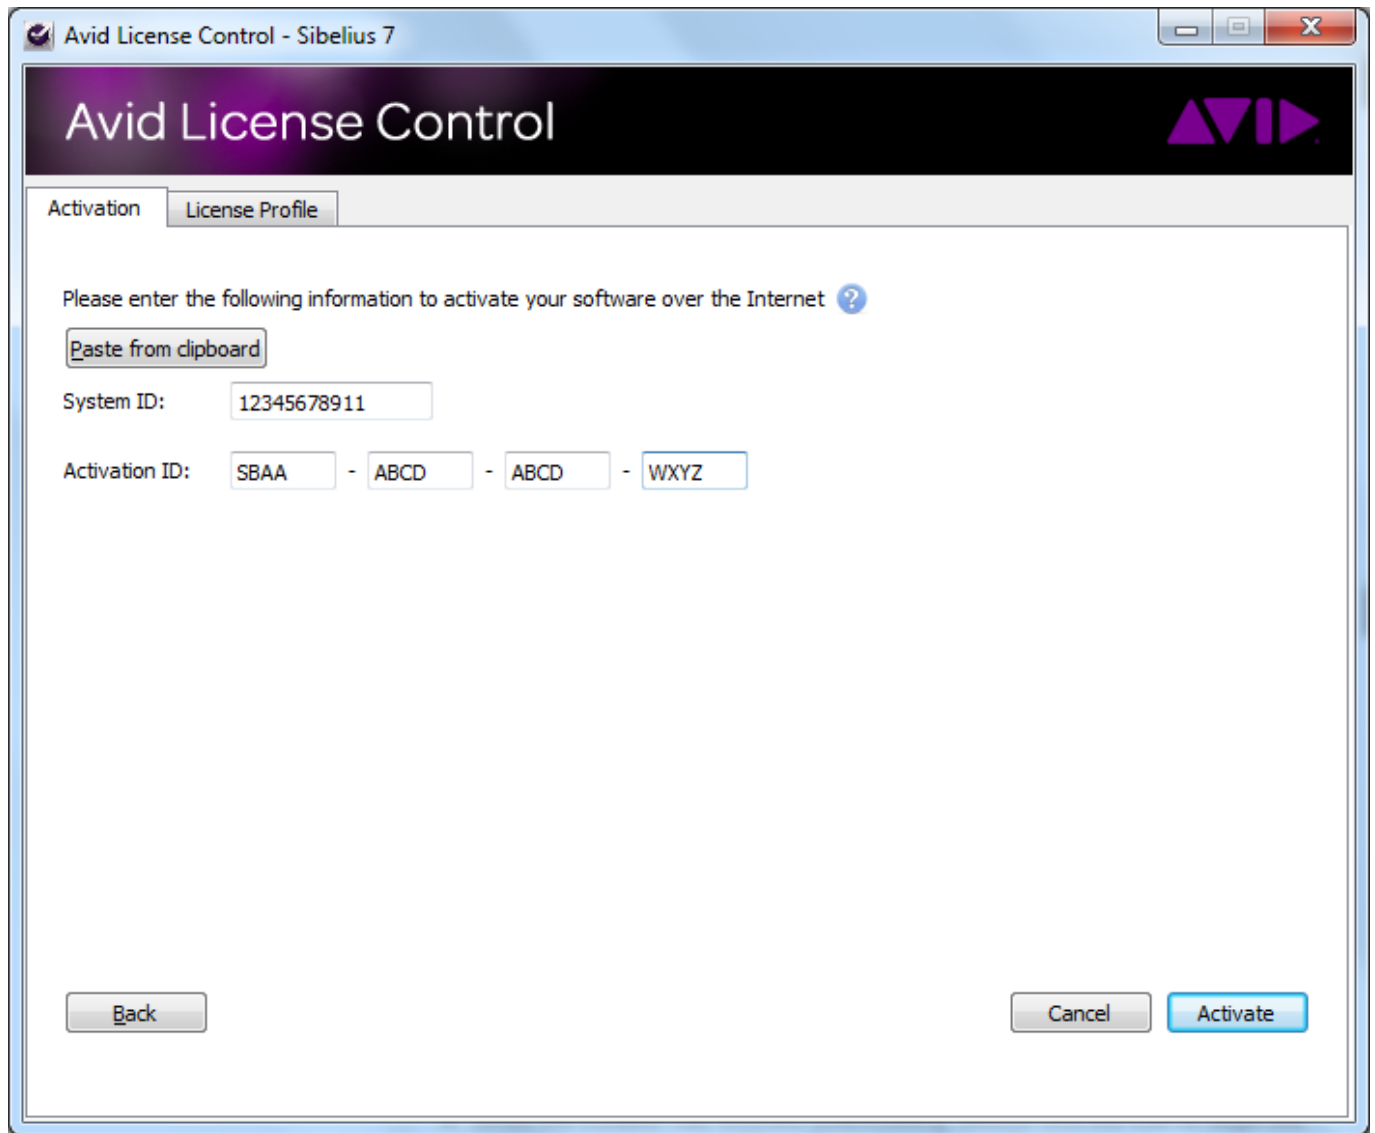 Avid License Control - Sibelius 7
Avid License Control AVID
Activation License Profile
Please enter the following information to activate your software over the Internet ?
Paste from clipboard
System ID: 12345678911
Activation ID: SBAA - ABCD - ABCD - WXYZ
Back Cancel Activate